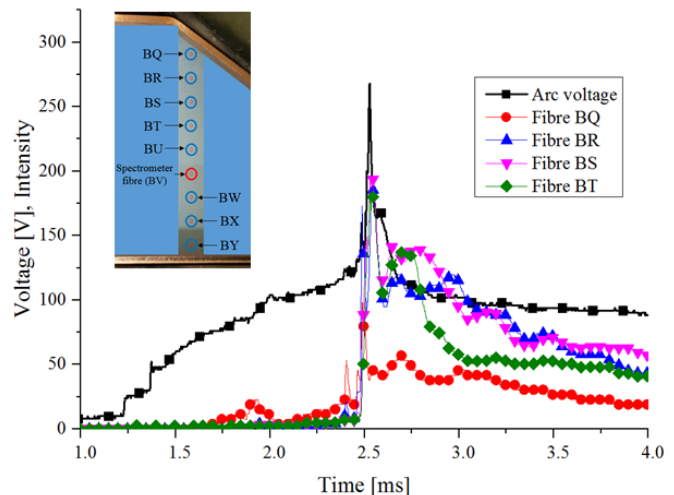 300
250
200
150
100
50
0
Voltage [V], Intensity
1.0 1.5 2.0 2.5 3.0 3.5 4.0
Time [ms]
BQ
BR
BS
BT
BU
Spectrometer
fibre (BV)
BW
BX
BY
Arc voltage
Fibre BQ
Fibre BR
Fibre BS
Fibre BT